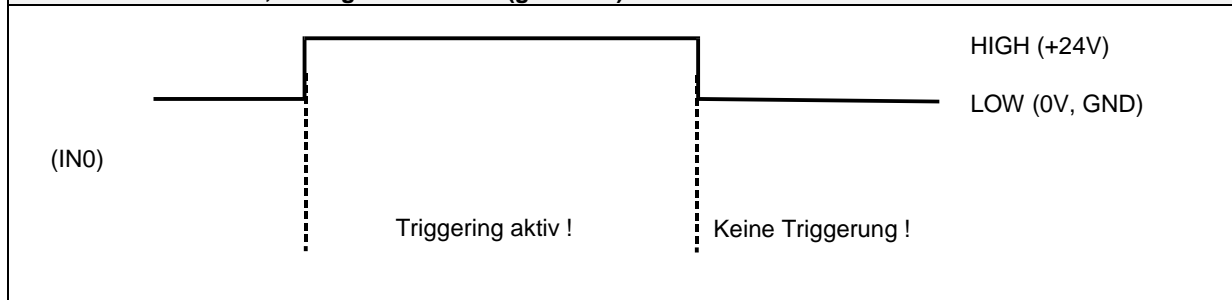 HIGH (+24V)
LOW (0V, GND)
(IN0)
Triggering aktiv !
Keine Triggerung !